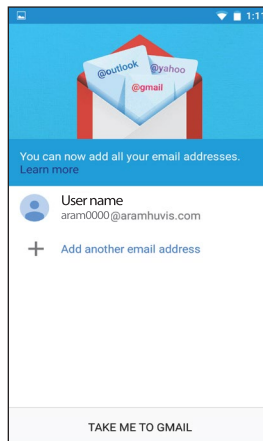 1:11
@outlook
@yahoo
@gmail
You can now add all your email addresses.
Learn more
User name
aram0000@aramhuvis.com
Add another email address
TAKE ME TO GMAIL